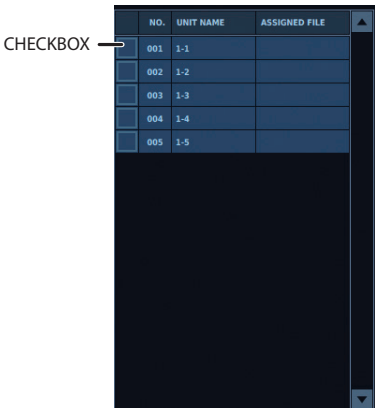 NO. UNIT NAME ASSIGNED FILE
CHECKBOX
001 1-1
002 1-2
003 1-3
004 1-4
005 1-5